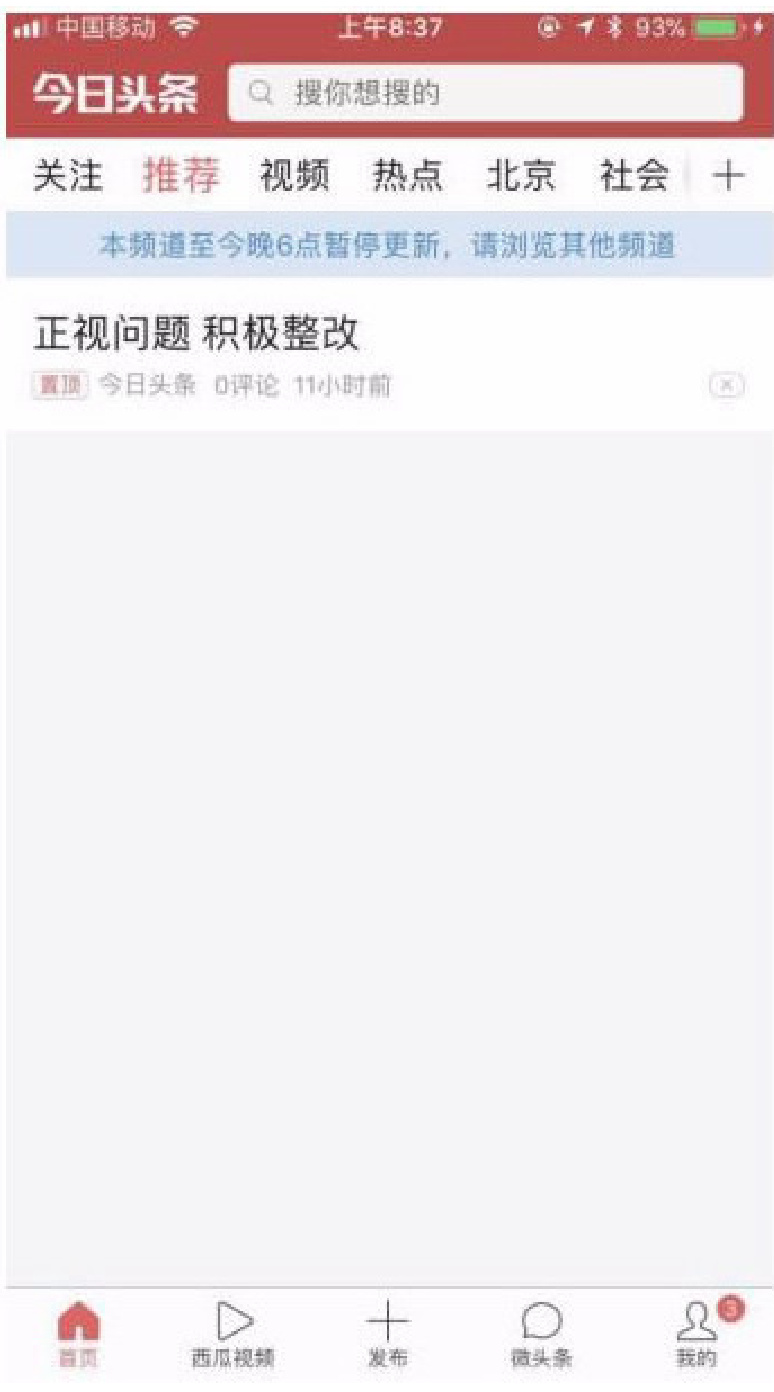 中国移动 上午8:37 93%
今日头条 搜你想搜的
关注 推荐 视频 热点 北京 社会
本频道至今晚6点暂停更新，请浏览其他频道
正视问题 积极整改
置顶 今日头条 0评论 11小时前
首页 西瓜视频 发布 微头条 我的 3